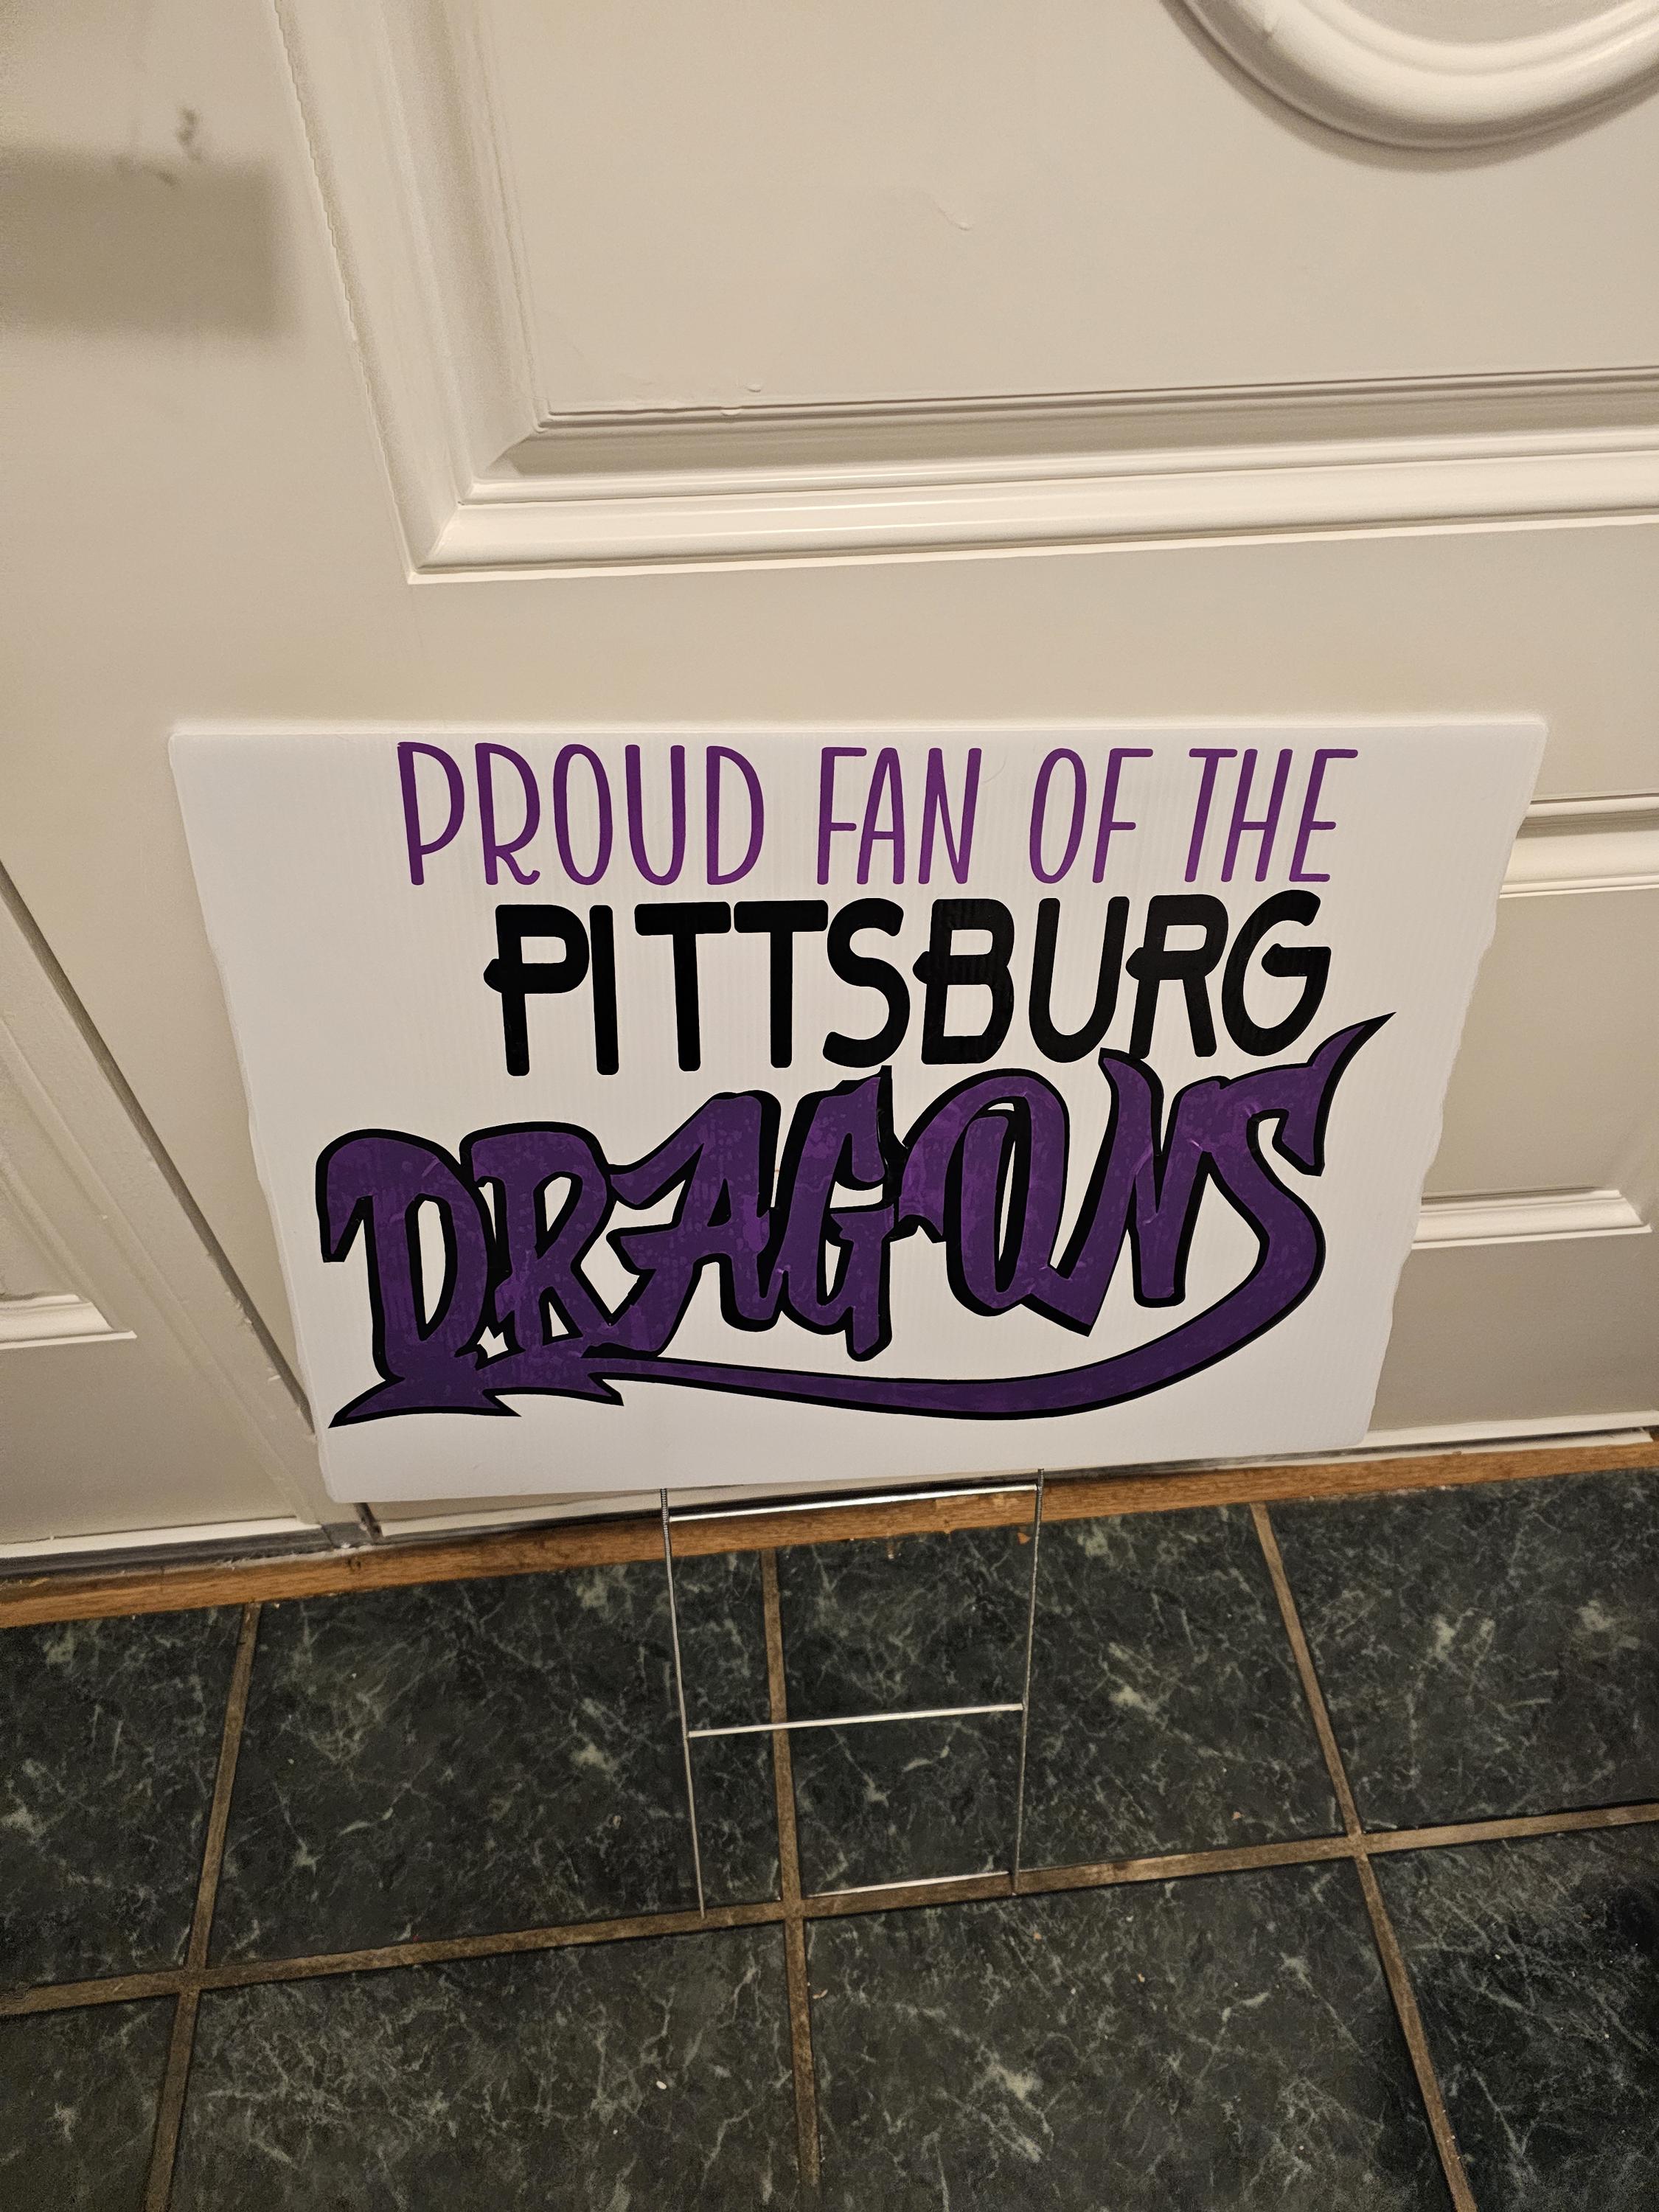 PROUD FAN OF THE
PITTSBURG
DRAGONS